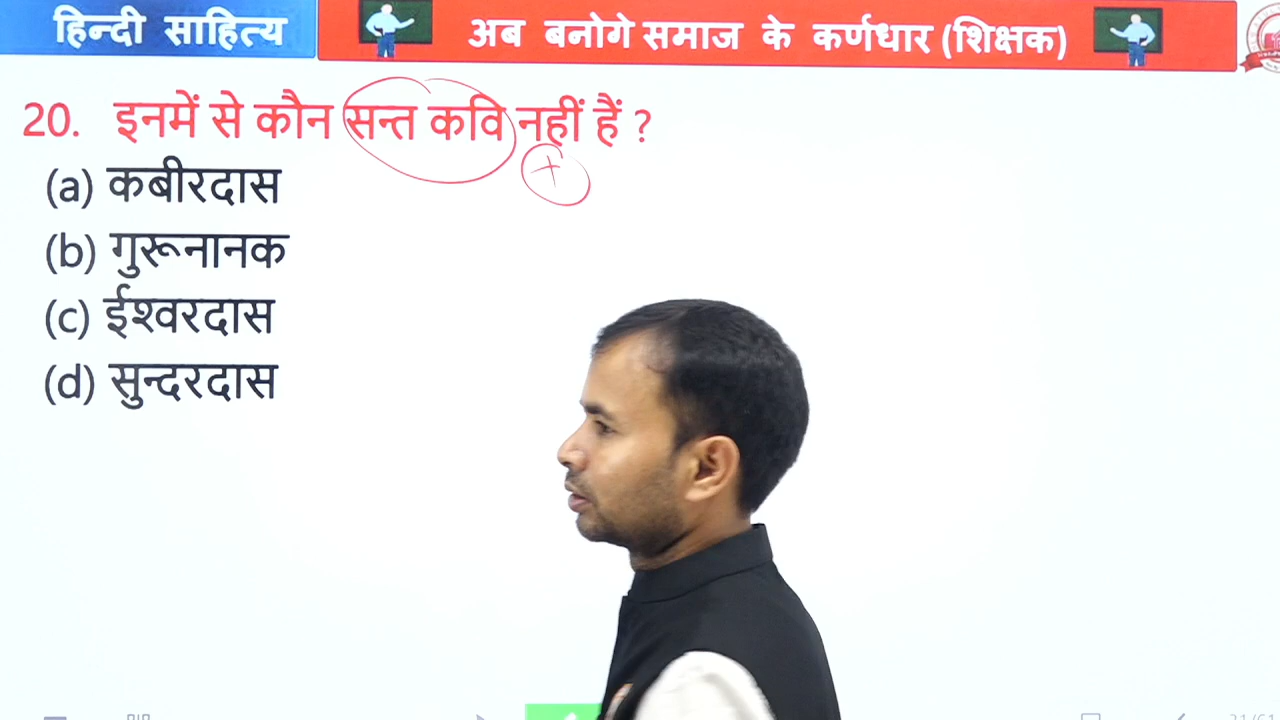 हिन्दी साहित्य
अब बनोगे समाज के कर्णधार (शिक्षक)
20. इनमें से कौन सन्त कवि नहीं हैं ?
(a) कबीरदास
(b) गुरूनानक
(c) ईश्वरदास
(d) सुन्दरदास